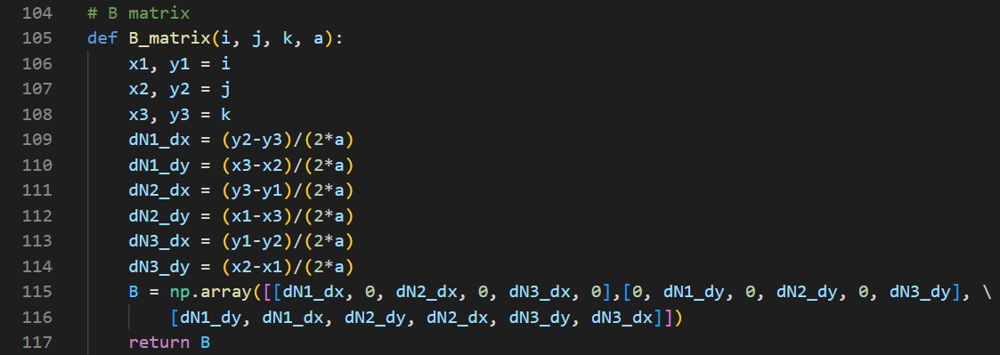 104 # B matrix
105 def B_matrix(i, j, k, a):
106     x1, y1 = i
107     x2, y2 = j
108     x3, y3 = k
109     dN1_dx = (y2-y3)/(2*a)
110     dN1_dy = (x3-x2)/(2*a)
111     dN2_dx = (y3-y1)/(2*a)
112     dN2_dy = (x1-x3)/(2*a)
113     dN3_dx = (y1-y2)/(2*a)
114     dN3_dy = (x2-x1)/(2*a)
115     B = np.array([[dN1_dx, 0, dN2_dx, 0, dN3_dx, 0],[0, dN1_dy, 0, dN2_dy, 0, dN3_dy], \
116         [dN1_dy, dN1_dx, dN2_dy, dN2_dx, dN3_dy, dN3_dx]])
117     return B